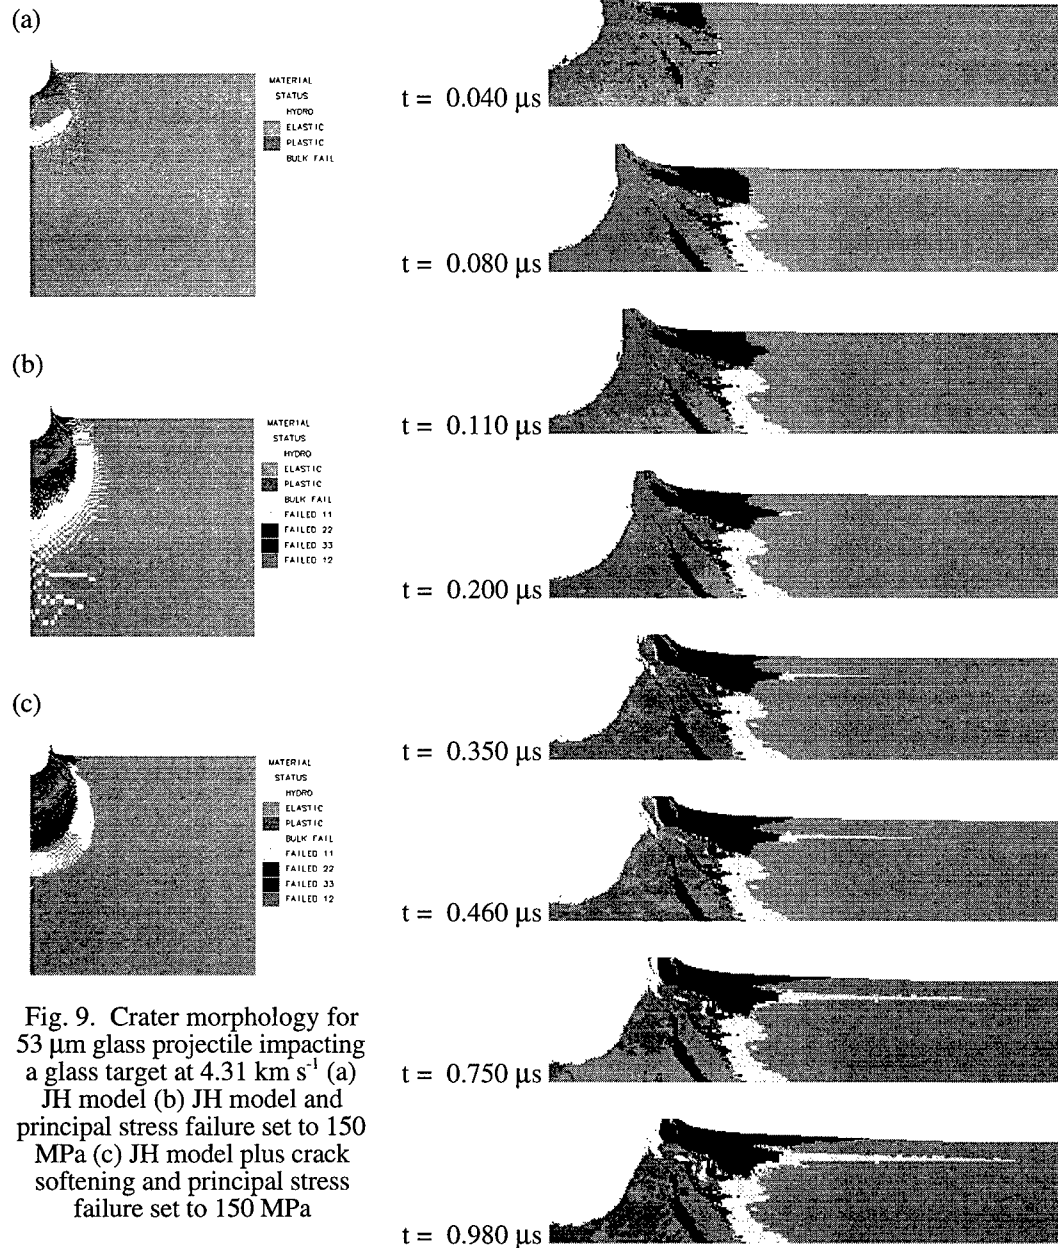 (a)
MATERIAL
STATUS
HYDRO
ELASTIC
PLASTIC
BULK FAIL
(b)
MATERIAL
STATUS
HYDRO
ELASTIC
PLASTIC
BULK FAIL
FAILED 11
FAILED 22
FAILED 33
FAILED 12
(c)
MATERIAL
STATUS
HYDRO
ELASTIC
PLASTIC
BULK FAIL
FAILED 11
FAILED 22
FAILED 33
FAILED 12
Fig. 9. Crater morphology for
53 μm glass projectile impacting
a glass target at 4.31 km s⁻¹ (a)
JH model (b) JH model and
principal stress failure set to 150
MPa (c) JH model plus crack
softening and principal stress
failure set to 150 MPa
t = 0.040 μs
t = 0.080 μs
t = 0.110 μs
t = 0.200 μs
t = 0.350 μs
t = 0.460 μs
t = 0.750 μs
t = 0.980 μs